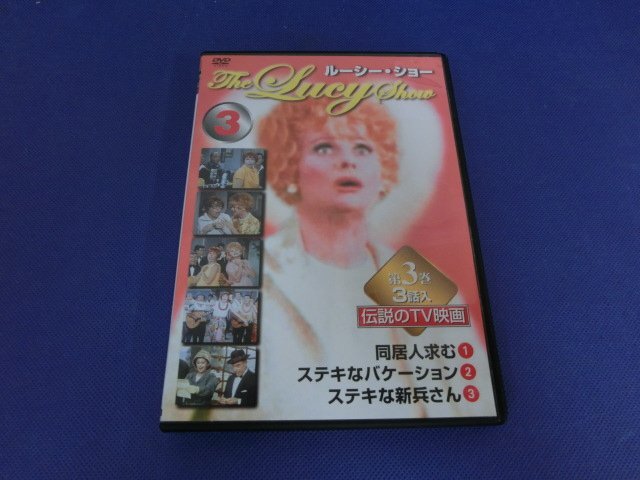 DVD
ルーシー・ショー
The Lucy Show
3
第3巻
3話入
伝説のTV映画
同居人求む1
ステキなバケーション2
ステキな新兵さん3